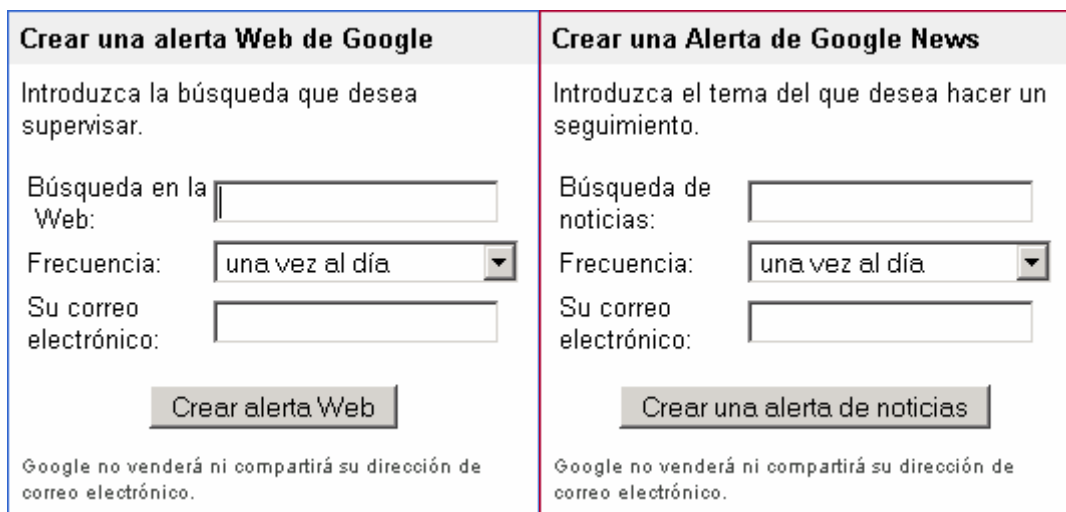 Crear una alerta Web de Google
Introduzca la búsqueda que desea
supervisar.
Búsqueda en la
Web:
Frecuencia:
una vez al día
Su correo
electrónico:
Crear alerta Web
Google no venderá ni compartirá su dirección de
correo electrónico.
Crear una Alerta de Google News
Introduzca el tema del que desea hacer un
seguimiento.
Búsqueda de
noticias:
Frecuencia:
una vez al día
Su correo
electrónico:
Crear una alerta de noticias
Google no venderá ni compartirá su dirección de
correo electrónico.